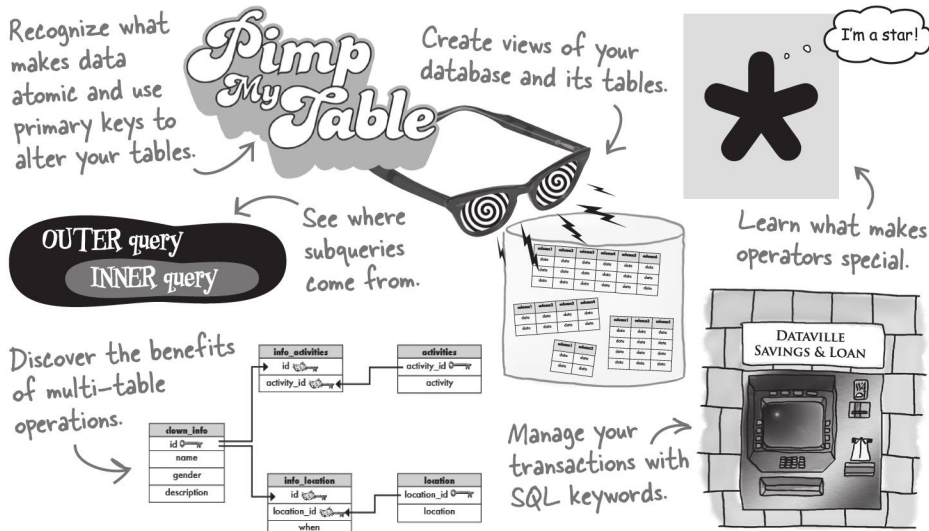 Recognize what
makes data
atomic and use
primary keys to
alter your tables.
Pimp
My
Table
Create views of your
database and its tables.
I'm a star!
OUTER query
INNER query
See where
subqueries
come from.
Learn what makes
operators special.
DATAVILLE
SAVINGS & LOAN
Discover the benefits
of multi-table
operations.
info_activities
id
activity_id
activities
activity_id
activity
clown_info
id
name
gender
description
info_location
id
location_id
when
location
location_id
location
Manage your
transactions with
SQL keywords.